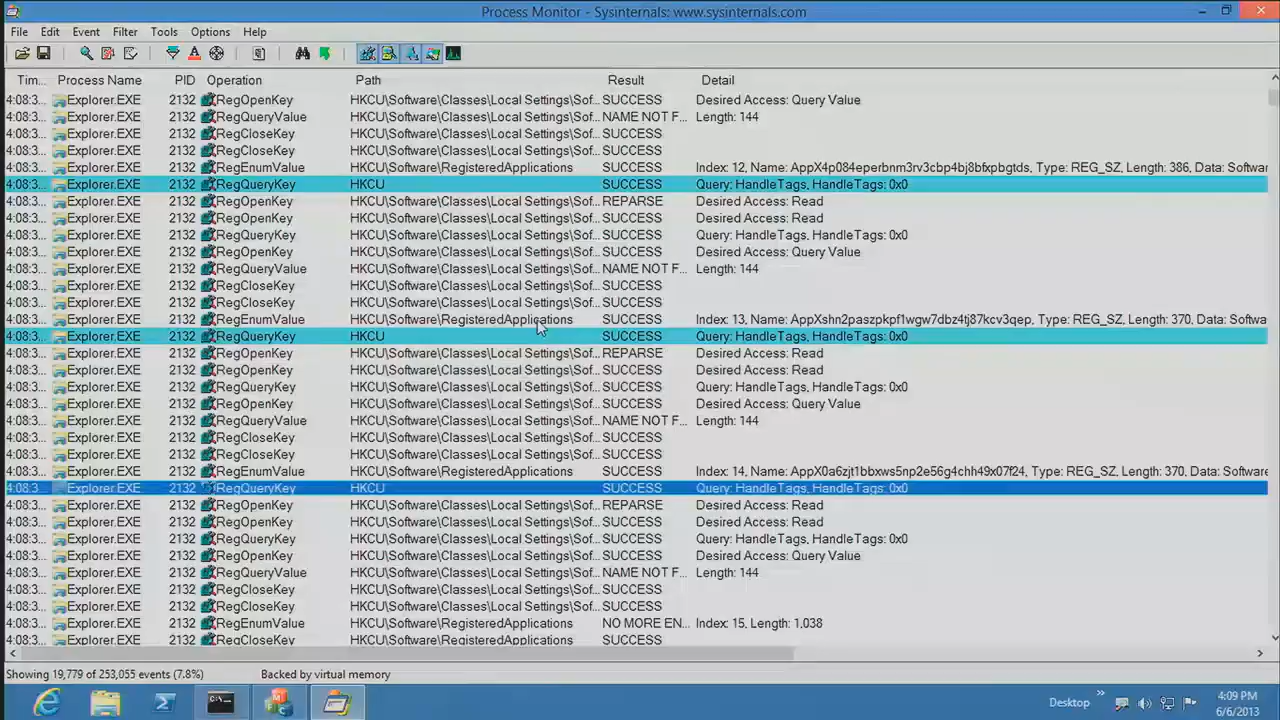 Process Monitor - Sysinternals: www.sysinternals.com
File Edit Event Filter Tools Options Help
Tim... Process Name PID Operation Path Result Detail
4:08:3... Explorer.EXE 2132 RegOpenKey HKCU\Software\Classes\Local Settings\Sof... SUCCESS Desired Access: Query Value
4:08:3... Explorer.EXE 2132 RegQueryValue HKCU\Software\Classes\Local Settings\Sof... NAME NOT F... Length: 144
4:08:3... Explorer.EXE 2132 RegCloseKey HKCU\Software\Classes\Local Settings\Sof... SUCCESS
4:08:3... Explorer.EXE 2132 RegCloseKey HKCU\Software\Classes\Local Settings\Sof... SUCCESS
4:08:3... Explorer.EXE 2132 RegEnumValue HKCU\Software\RegisteredApplications SUCCESS Index: 12, Name: AppX4p084eperbnm3rv3cbp4bj8bfxpbgtds, Type: REG_SZ, Length: 386, Data: Softwar
4:08:3... Explorer.EXE 2132 RegQueryKey HKCU SUCCESS Query: HandleTags, HandleTags: 0x0
4:08:3... Explorer.EXE 2132 RegOpenKey HKCU\Software\Classes\Local Settings\Sof... REPARSE Desired Access: Read
4:08:3... Explorer.EXE 2132 RegOpenKey HKCU\Software\Classes\Local Settings\Sof... SUCCESS Desired Access: Read
4:08:3... Explorer.EXE 2132 RegQueryKey HKCU\Software\Classes\Local Settings\Sof... SUCCESS Query: HandleTags, HandleTags: 0x0
4:08:3... Explorer.EXE 2132 RegOpenKey HKCU\Software\Classes\Local Settings\Sof... SUCCESS Desired Access: Query Value
4:08:3... Explorer.EXE 2132 RegQueryValue HKCU\Software\Classes\Local Settings\Sof... NAME NOT F... Length: 144
4:08:3... Explorer.EXE 2132 RegCloseKey HKCU\Software\Classes\Local Settings\Sof... SUCCESS
4:08:3... Explorer.EXE 2132 RegCloseKey HKCU\Software\Classes\Local Settings\Sof... SUCCESS
4:08:3... Explorer.EXE 2132 RegEnumValue HKCU\Software\RegisteredApplications SUCCESS Index: 13, Name: AppXshn2paszpkpf1wgw7dbz4tj87kcv3qep, Type: REG_SZ, Length: 370, Data: Softwa
4:08:3... Explorer.EXE 2132 RegQueryKey HKCU SUCCESS Query: HandleTags, HandleTags: 0x0
4:08:3... Explorer.EXE 2132 RegOpenKey HKCU\Software\Classes\Local Settings\Sof... REPARSE Desired Access: Read
4:08:3... Explorer.EXE 2132 RegOpenKey HKCU\Software\Classes\Local Settings\Sof... SUCCESS Desired Access: Read
4:08:3... Explorer.EXE 2132 RegQueryKey HKCU\Software\Classes\Local Settings\Sof... SUCCESS Query: HandleTags, HandleTags: 0x0
4:08:3... Explorer.EXE 2132 RegOpenKey HKCU\Software\Classes\Local Settings\Sof... SUCCESS Desired Access: Query Value
4:08:3... Explorer.EXE 2132 RegQueryValue HKCU\Software\Classes\Local Settings\Sof... NAME NOT F... Length: 144
4:08:3... Explorer.EXE 2132 RegCloseKey HKCU\Software\Classes\Local Settings\Sof... SUCCESS
4:08:3... Explorer.EXE 2132 RegCloseKey HKCU\Software\Classes\Local Settings\Sof... SUCCESS
4:08:3... Explorer.EXE 2132 RegEnumValue HKCU\Software\RegisteredApplications SUCCESS Index: 14, Name: AppX0a6zjt1bbxws5np2e56g4chh49x07f24, Type: REG_SZ, Length: 370, Data: Software
4:08:3... Explorer.EXE 2132 RegQueryKey HKCU SUCCESS Query: HandleTags, HandleTags: 0x0
4:08:3... Explorer.EXE 2132 RegOpenKey HKCU\Software\Classes\Local Settings\Sof... REPARSE Desired Access: Read
4:08:3... Explorer.EXE 2132 RegOpenKey HKCU\Software\Classes\Local Settings\Sof... SUCCESS Desired Access: Read
4:08:3... Explorer.EXE 2132 RegQueryKey HKCU\Software\Classes\Local Settings\Sof... SUCCESS Query: HandleTags, HandleTags: 0x0
4:08:3... Explorer.EXE 2132 RegOpenKey HKCU\Software\Classes\Local Settings\Sof... SUCCESS Desired Access: Query Value
4:08:3... Explorer.EXE 2132 RegQueryValue HKCU\Software\Classes\Local Settings\Sof... NAME NOT F... Length: 144
4:08:3... Explorer.EXE 2132 RegCloseKey HKCU\Software\Classes\Local Settings\Sof... SUCCESS
4:08:3... Explorer.EXE 2132 RegCloseKey HKCU\Software\Classes\Local Settings\Sof... SUCCESS
4:08:3... Explorer.EXE 2132 RegEnumValue HKCU\Software\RegisteredApplications NO MORE EN... Index: 15, Length: 1,038
4:08:3... Explorer.EXE 2132 RegCloseKey HKCU\Software\RegisteredApplications SUCCESS
Showing 19,779 of 253,055 events (7.8%) Backed by virtual memory
Desktop 4:09 PM
6/6/2013